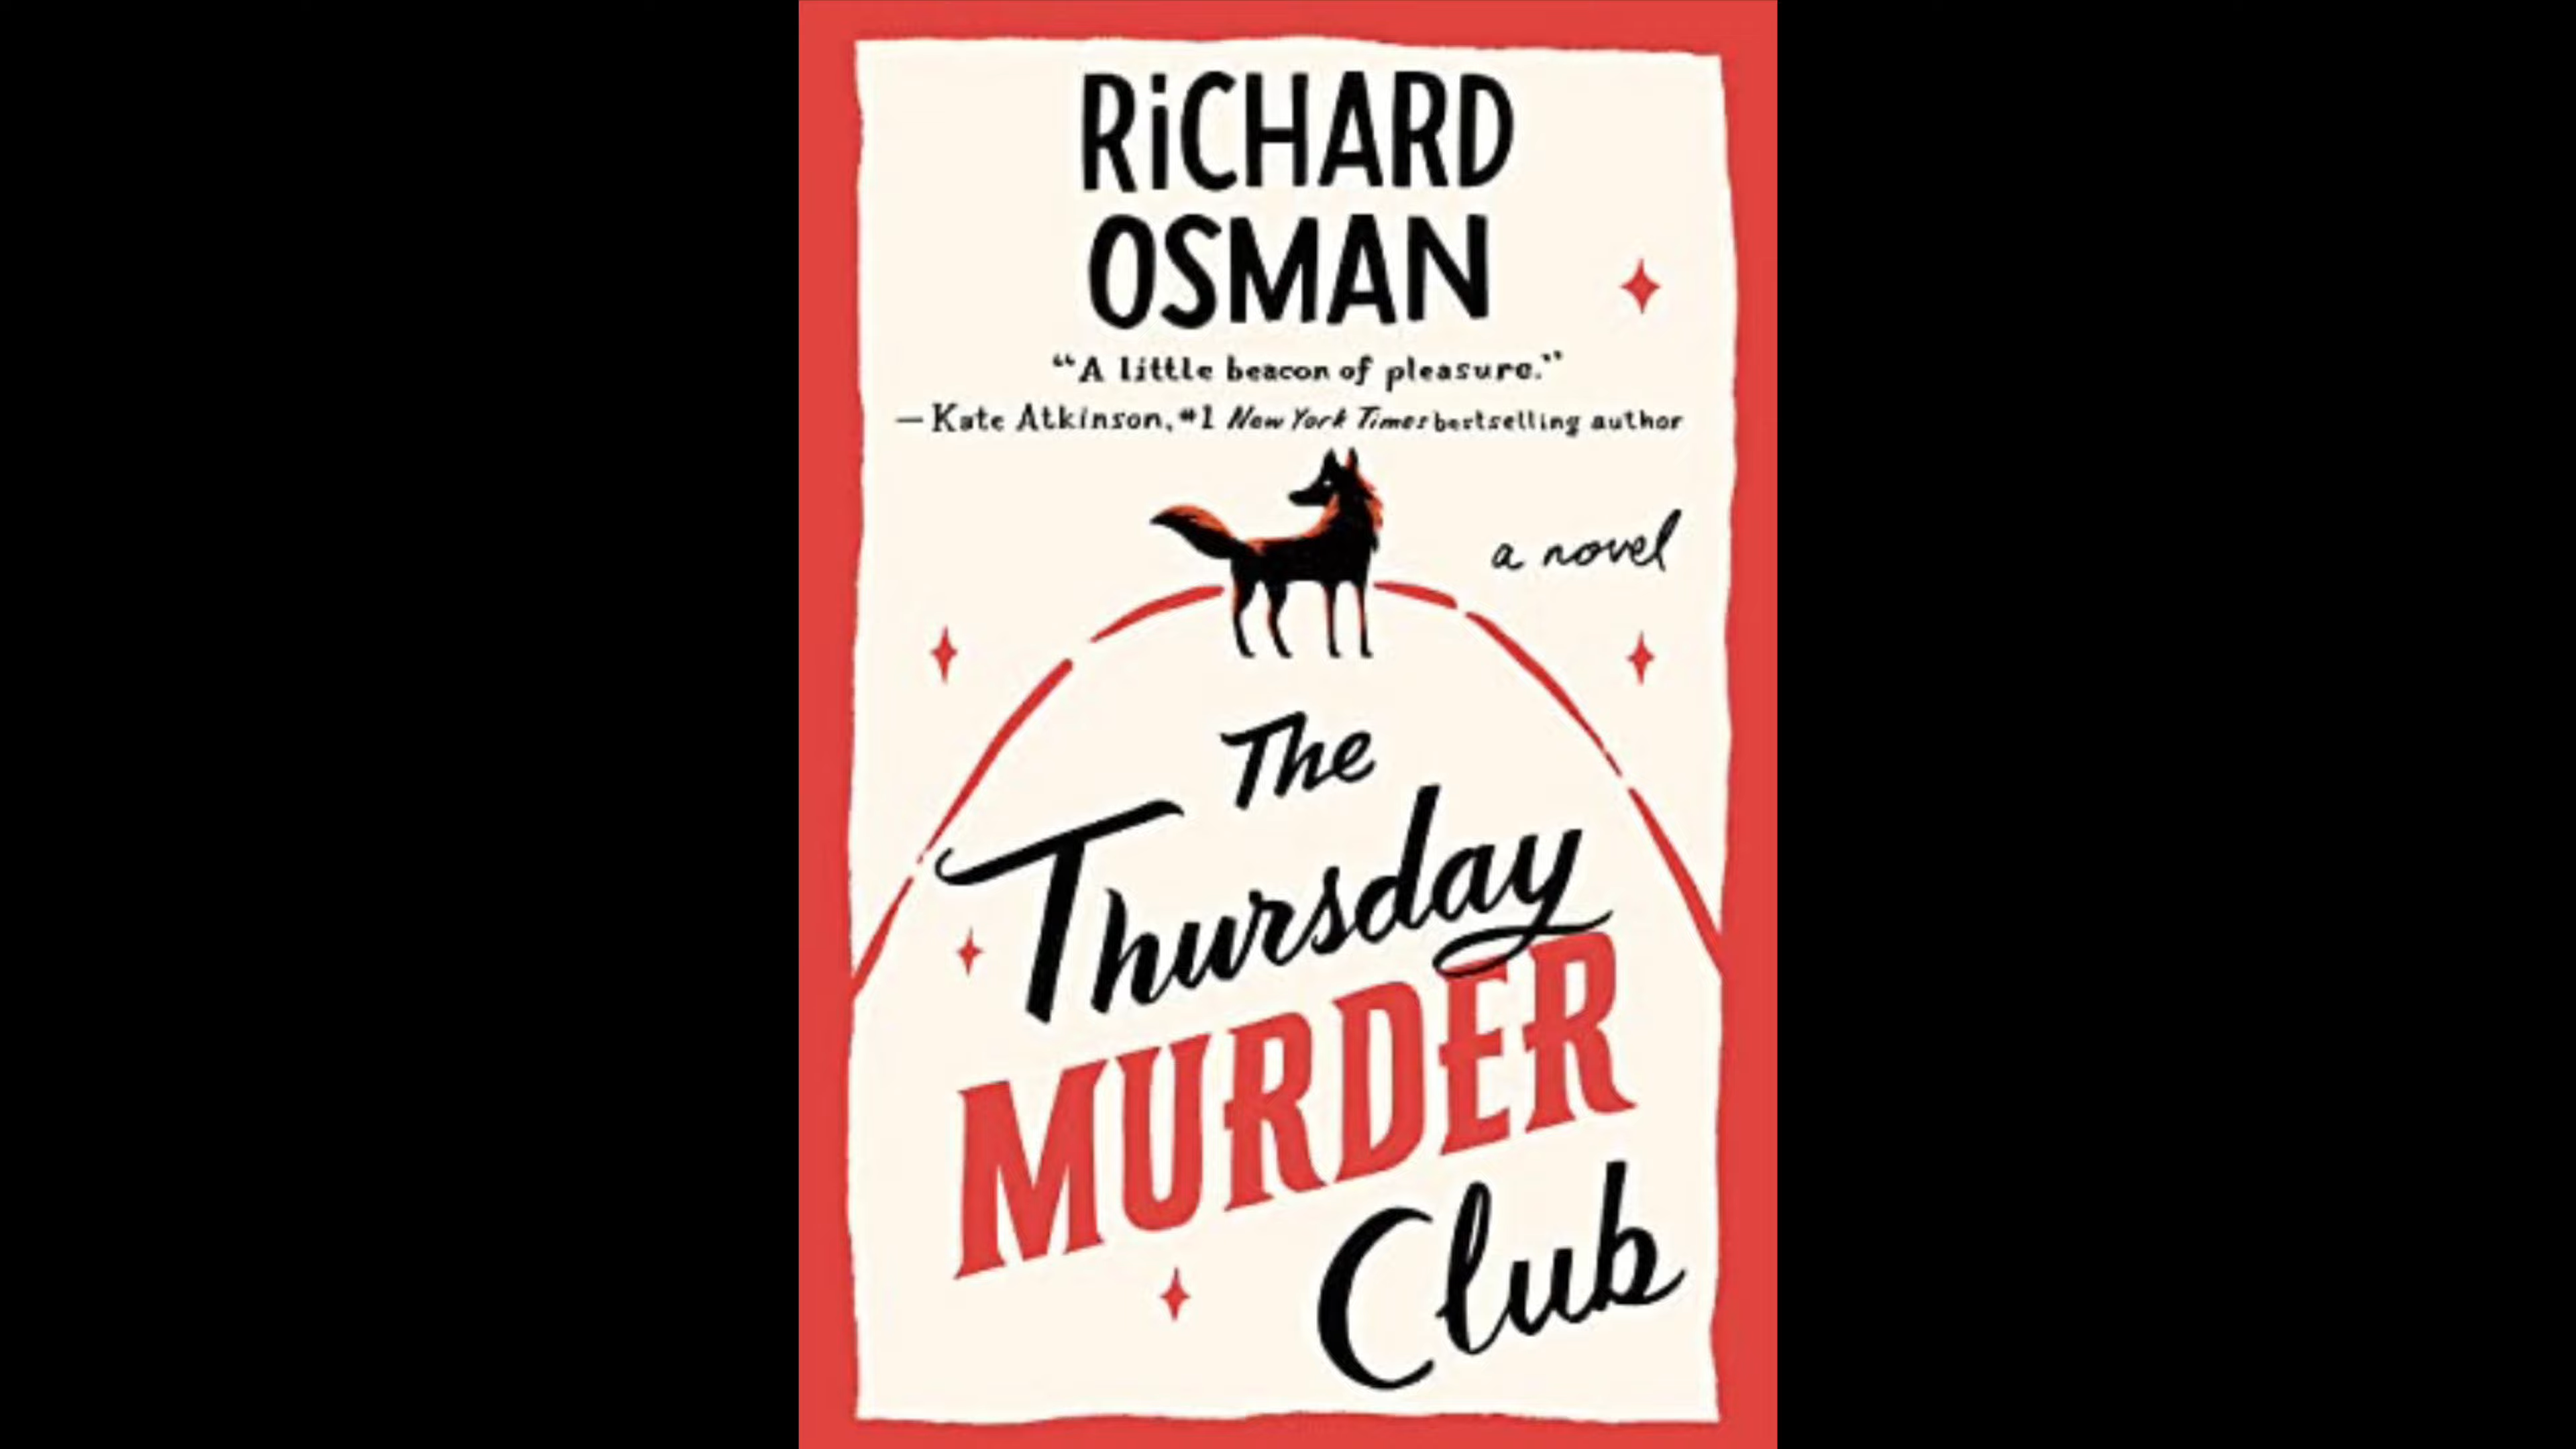 RiCHARD
OSMAN
“A little beacon of pleasure.”
—Kate Atkinson, #1 New York Times bestselling author
a novel
The
Thursday
MURDER
Club